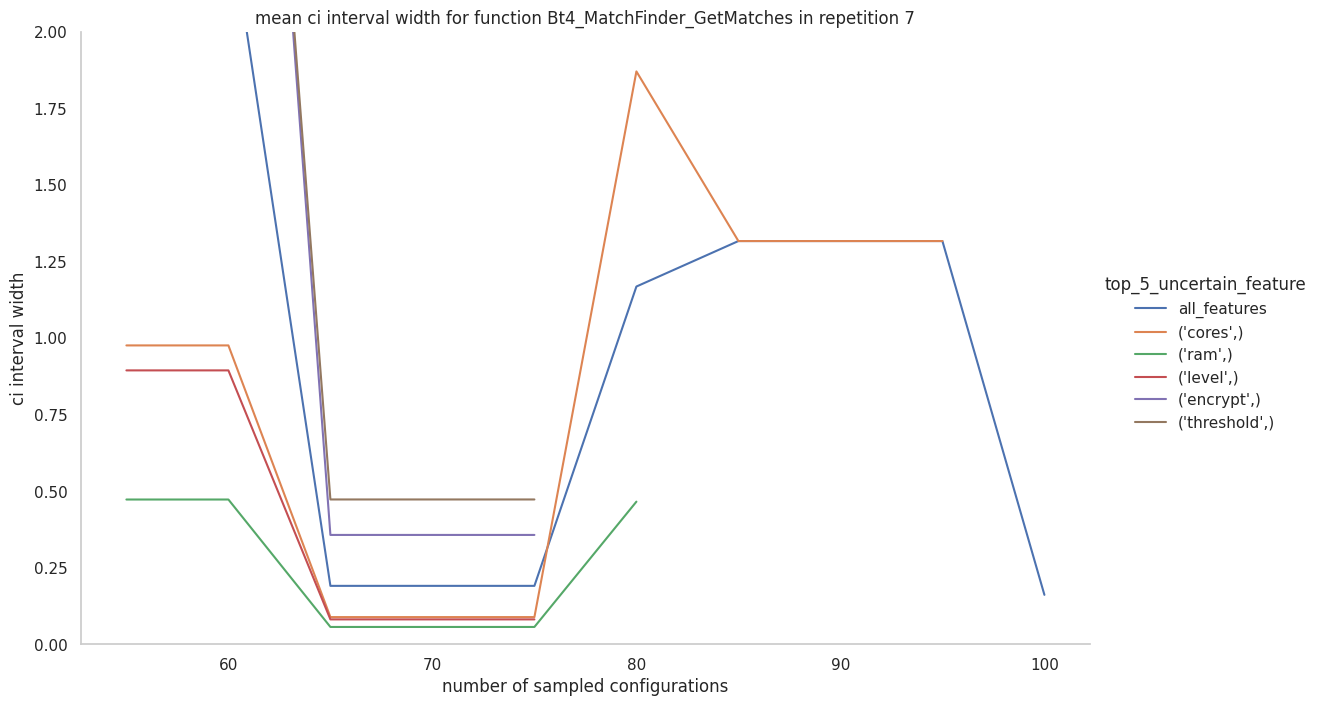 mean ci interval width for function Bt4_MatchFinder_GetMatches in repetition 7
2.00
1.75
1.50
1.25
1.00
0.75
0.50
0.25
0.00
ci interval width
60
70
80
90
100
number of sampled configurations
top_5_uncertain_feature
all_features
('cores',)
('ram',)
('level',)
('encrypt',)
('threshold',)